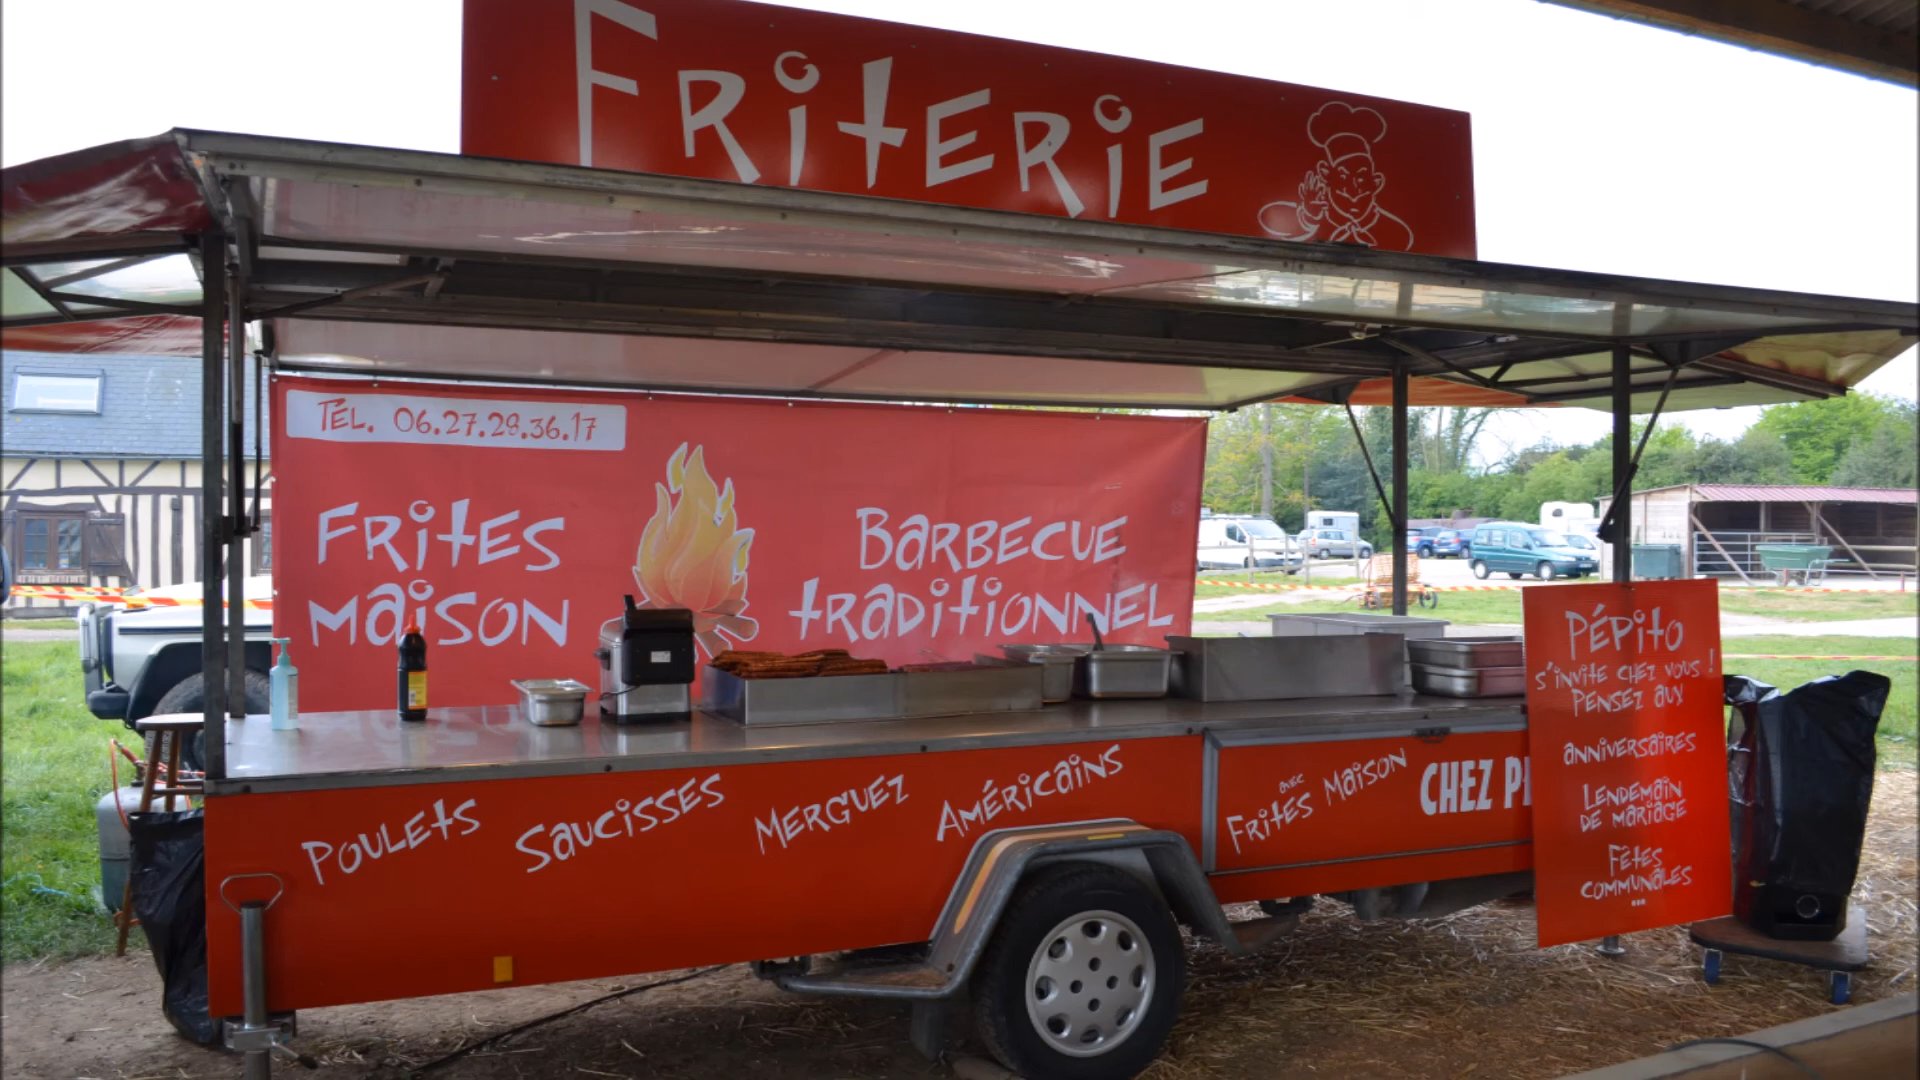 FRiTERiE
TEL. 06.27.28.36.17
FRiTES
MaiSON
BaRBECUE
tRaDitiONNEL
POULEtS
SaUCiSSES
MERGUEZ
AMÉRiCaiNS
avec
FRitES MaiSON
CHEZ
PÉPitO
S'iNVitE CHEZ VOUS !
PENSEZ aUX
aNNiVERSaiRES
LENDEMaiN
DE MaRiaGE
FÊtES
COMMUNaLES
...